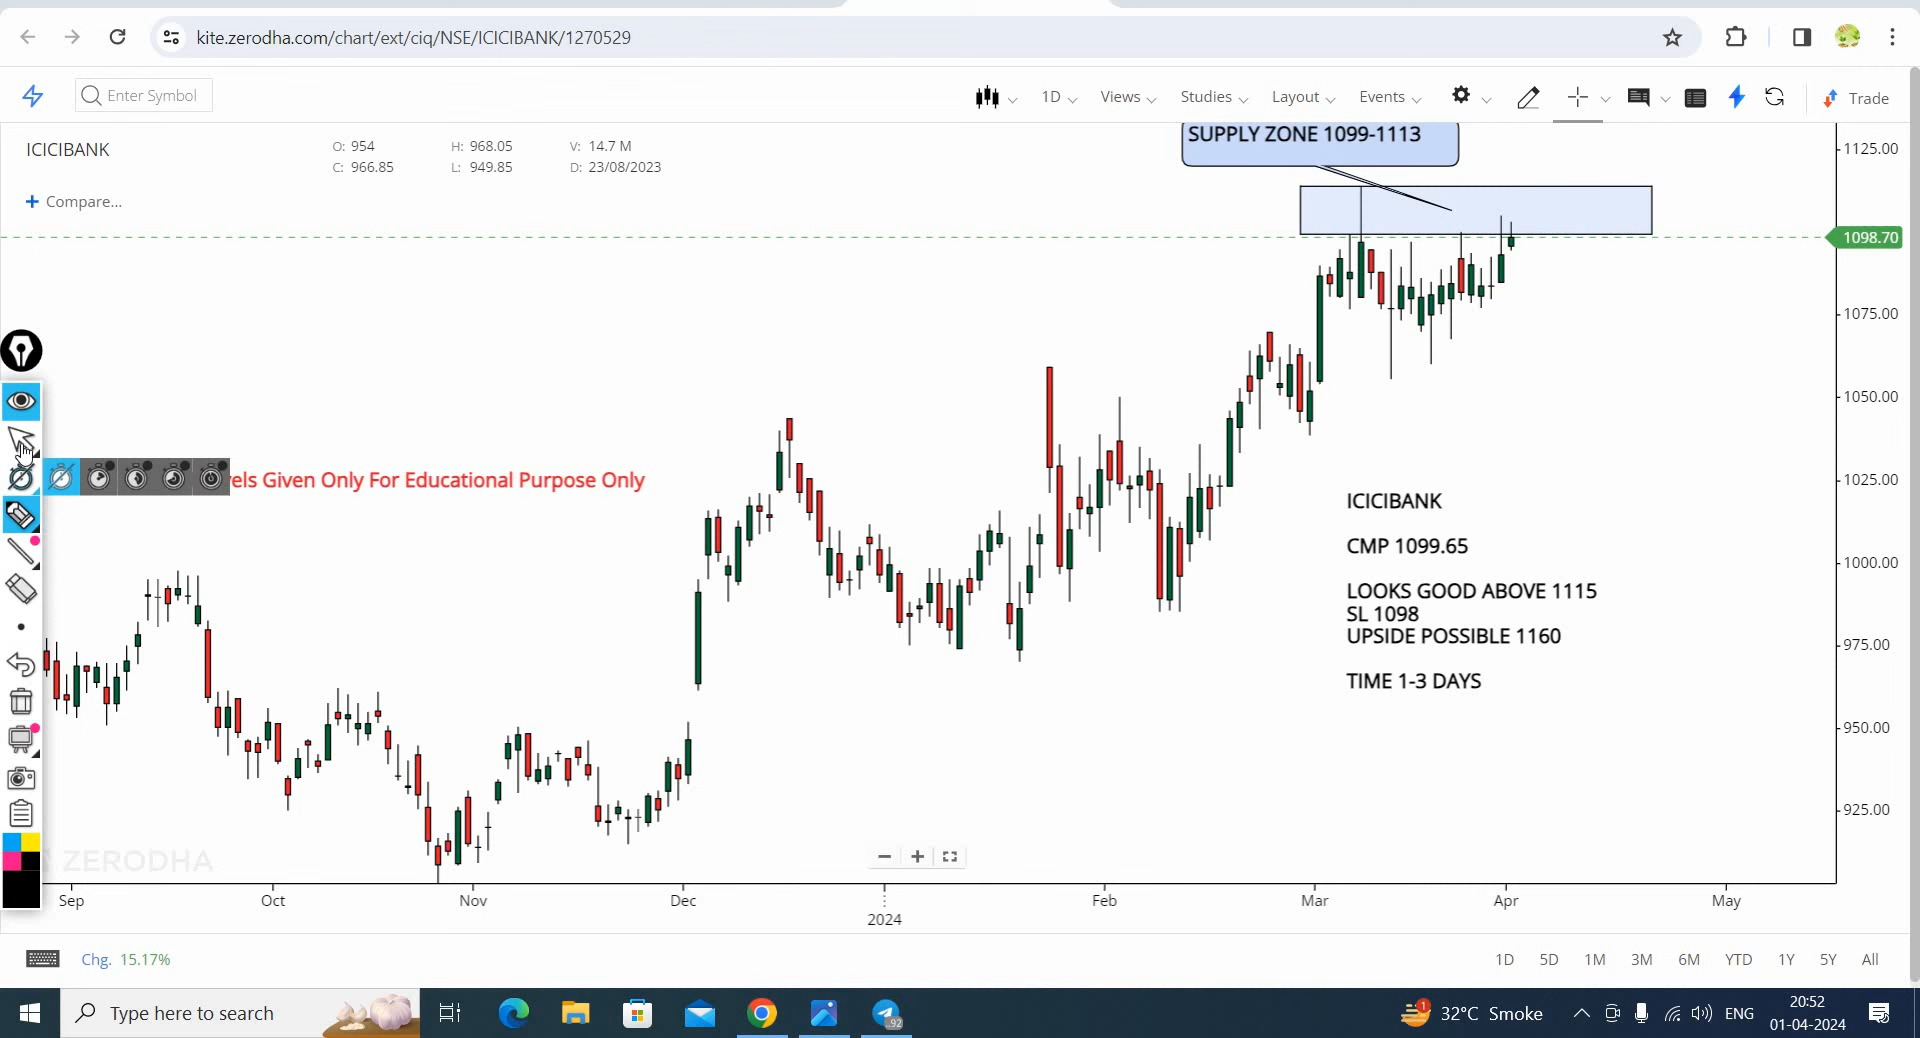 kite.zerodha.com/chart/ext/ciq/NSE/ICICIBANK/1270529
Enter Symbol
1D
Views
Studies
Layout
Events
Trade
ICICIBANK
O: 954
H: 968.05
V: 14.7 M
C: 966.85
L: 949.85
D: 23/08/2023
Compare...
SUPPLY ZONE 1099-1113
1125.00
1098.70
1075.00
1050.00
1025.00
1000.00
975.00
950.00
925.00
vels Given Only For Educational Purpose Only
ICICIBANK
CMP 1099.65
LOOKS GOOD ABOVE 1115
SL 1098
UPSIDE POSSIBLE 1160
TIME 1-3 DAYS
ZERODHA
Sep
Oct
Nov
Dec
2024
Feb
Mar
Apr
May
Chg. 15.17%
1D
5D
1M
3M
6M
YTD
1Y
5Y
All
Type here to search
92
1
32°C Smoke
ENG
20:52
01-04-2024